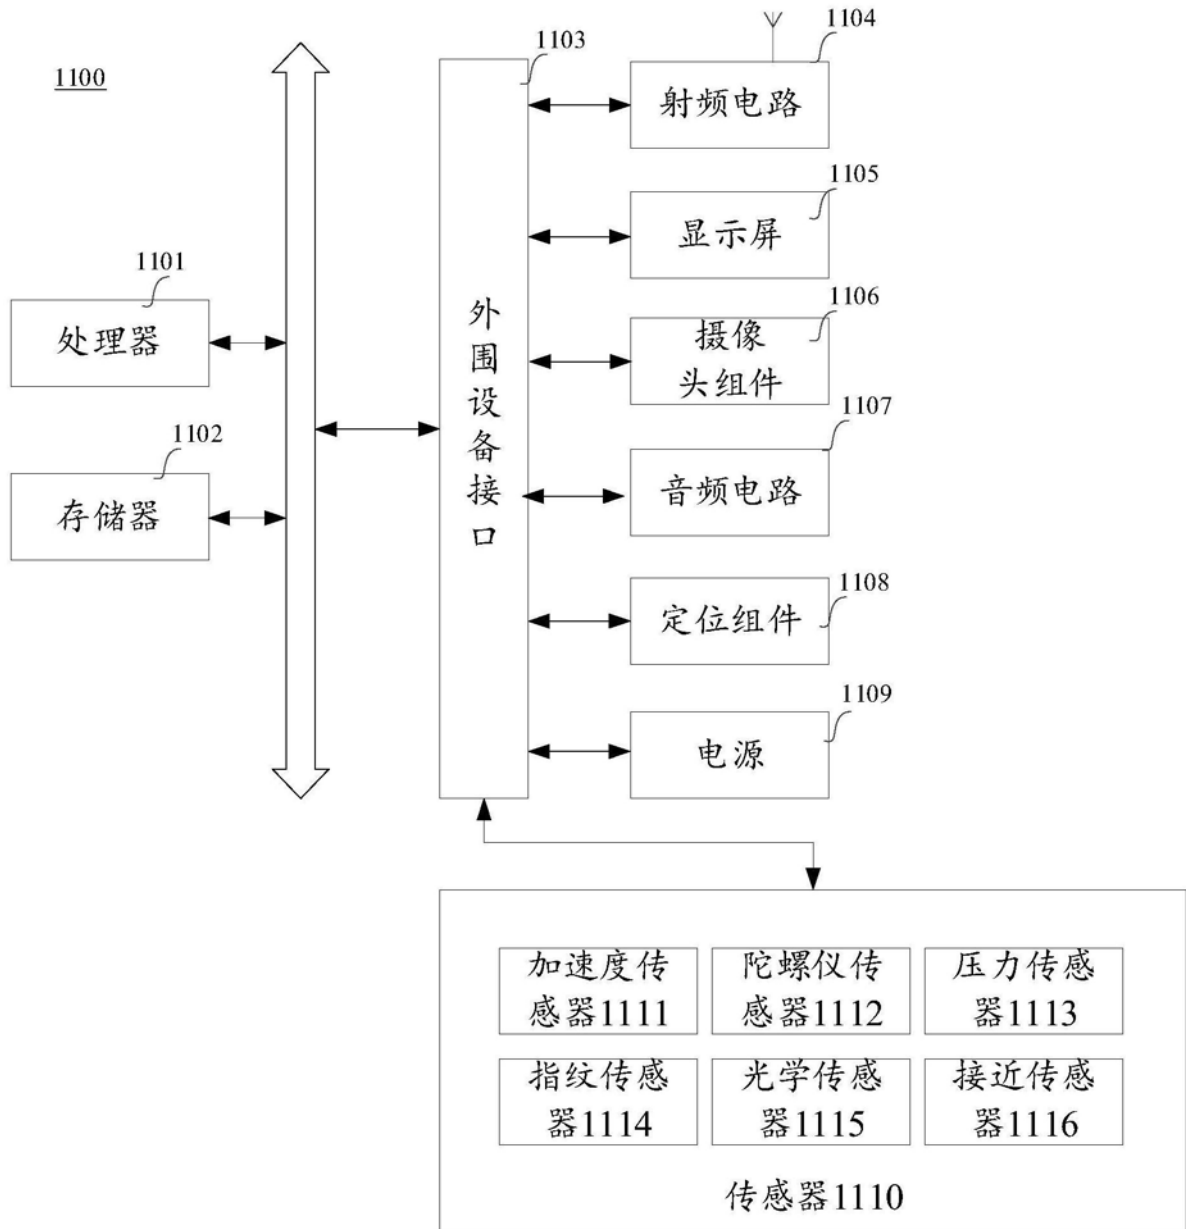 1100
1101
处理器
1102
存储器
1103
外围设备接口
1104
射频电路
1105
显示屏
1106
摄像
头组件
1107
音频电路
1108
定位组件
1109
电源
加速度传
感器1111
陀螺仪传
感器1112
压力传感
器1113
指纹传感
器1114
光学传感
器1115
接近传感
器1116
传感器1110